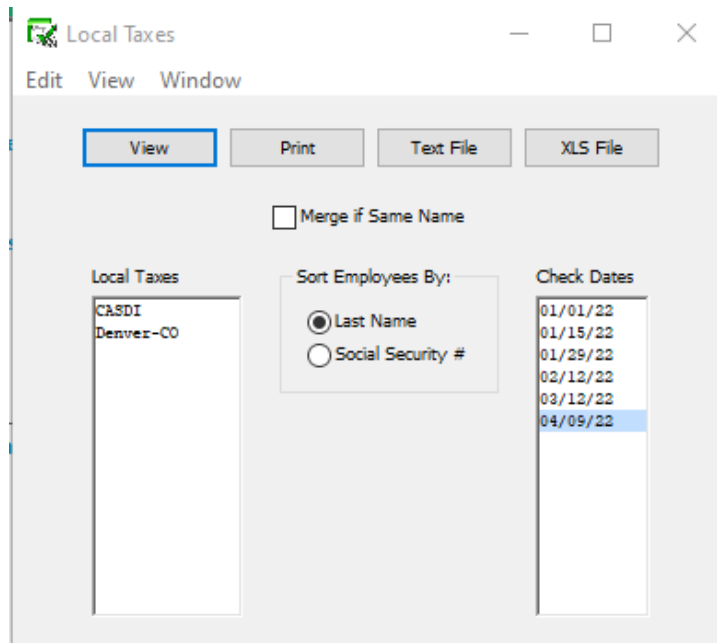 Local Taxes
Edit View Window
View Print Text File XLS File
Merge if Same Name
Local Taxes
CASDI
Denver-CO
Sort Employees By:
Last Name
Social Security #
Check Dates
01/01/22
01/15/22
01/29/22
02/12/22
03/12/22
04/09/22